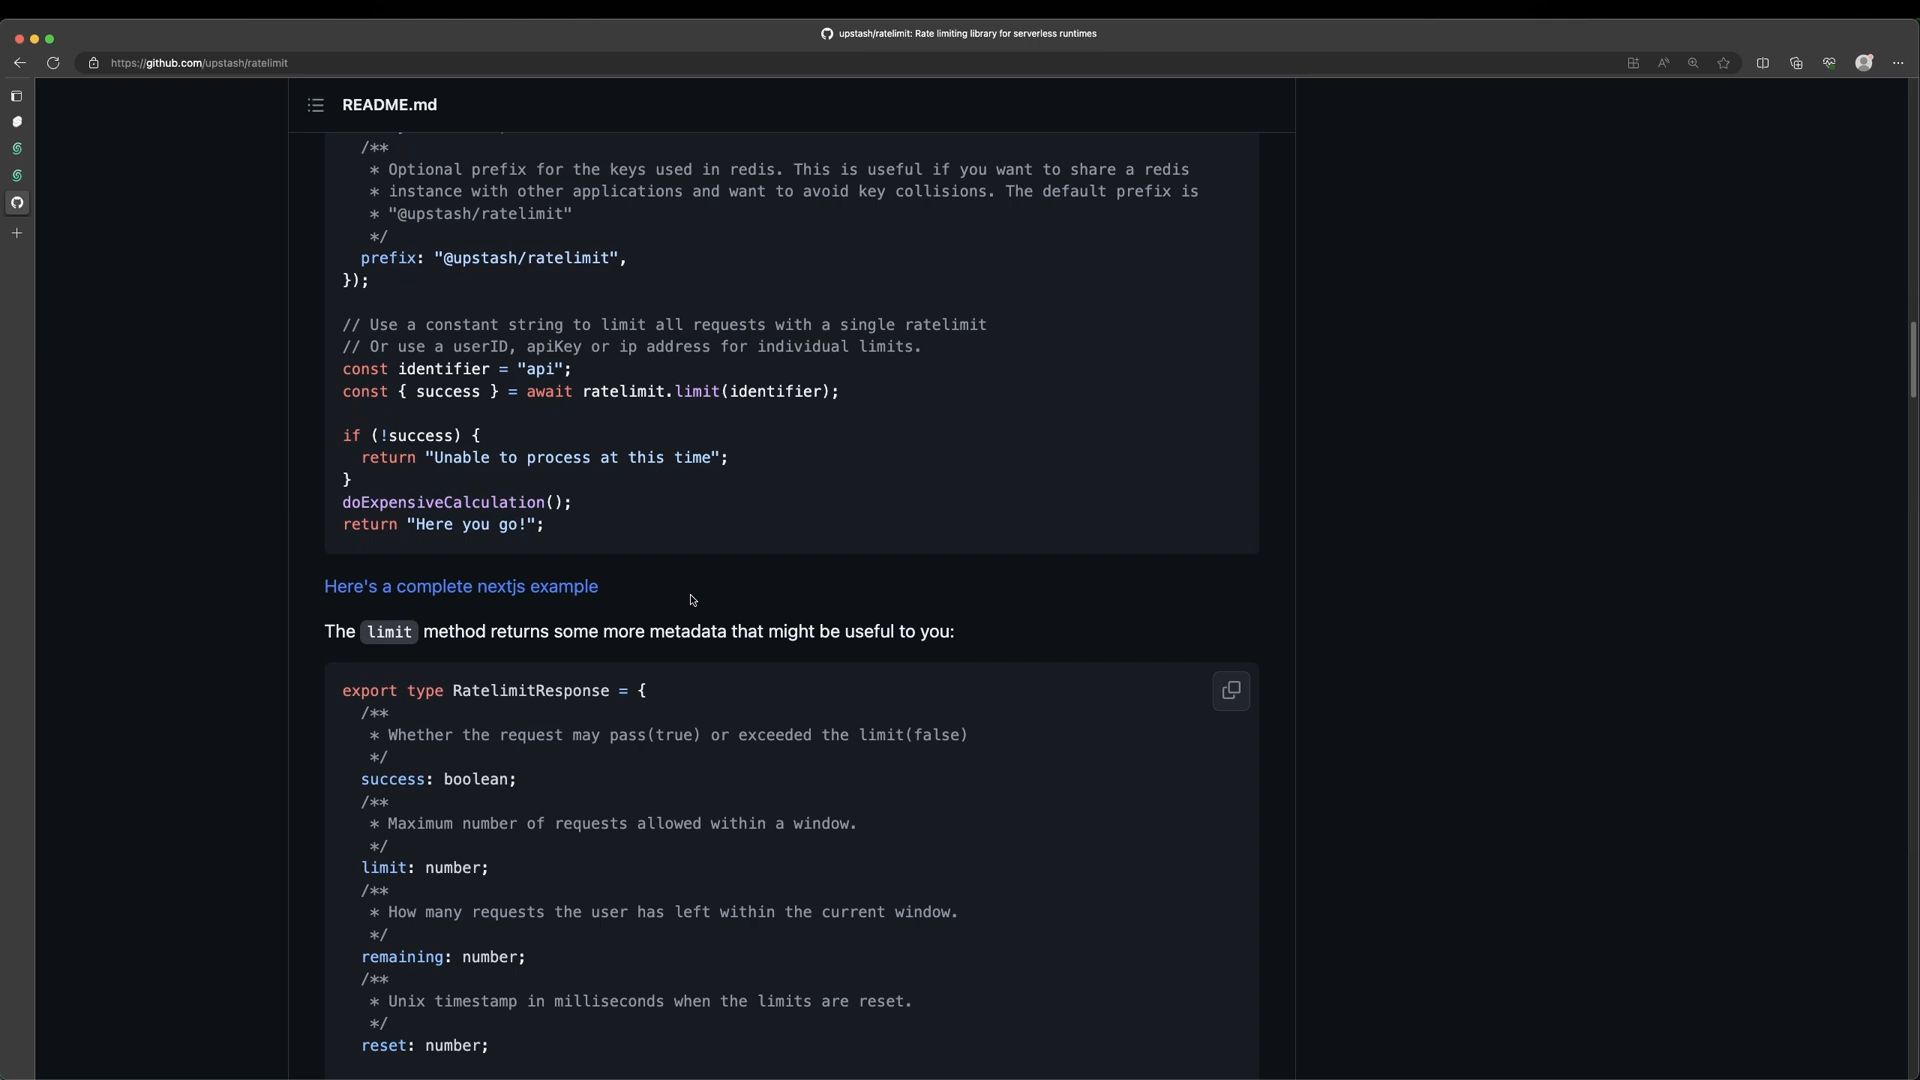 upstash/ratelimit: Rate limiting library for serverless runtimes
https://github.com/upstash/ratelimit
README.md
/**
* Optional prefix for the keys used in redis. This is useful if you want to share a redis
* instance with other applications and want to avoid key collisions. The default prefix is
* "@upstash/ratelimit"
*/
prefix: "@upstash/ratelimit",
});
// Use a constant string to limit all requests with a single ratelimit
// Or use a userID, apiKey or ip address for individual limits.
const identifier = "api";
const { success } = await ratelimit.limit(identifier);
if (!success) {
return "Unable to process at this time";
}
doExpensiveCalculation();
return "Here you go!";
Here's a complete nextjs example
The limit method returns some more metadata that might be useful to you:
export type RatelimitResponse = {
/**
* Whether the request may pass(true) or exceeded the limit(false)
*/
success: boolean;
/**
* Maximum number of requests allowed within a window.
*/
limit: number;
/**
* How many requests the user has left within the current window.
*/
remaining: number;
/**
* Unix timestamp in milliseconds when the limits are reset.
*/
reset: number;